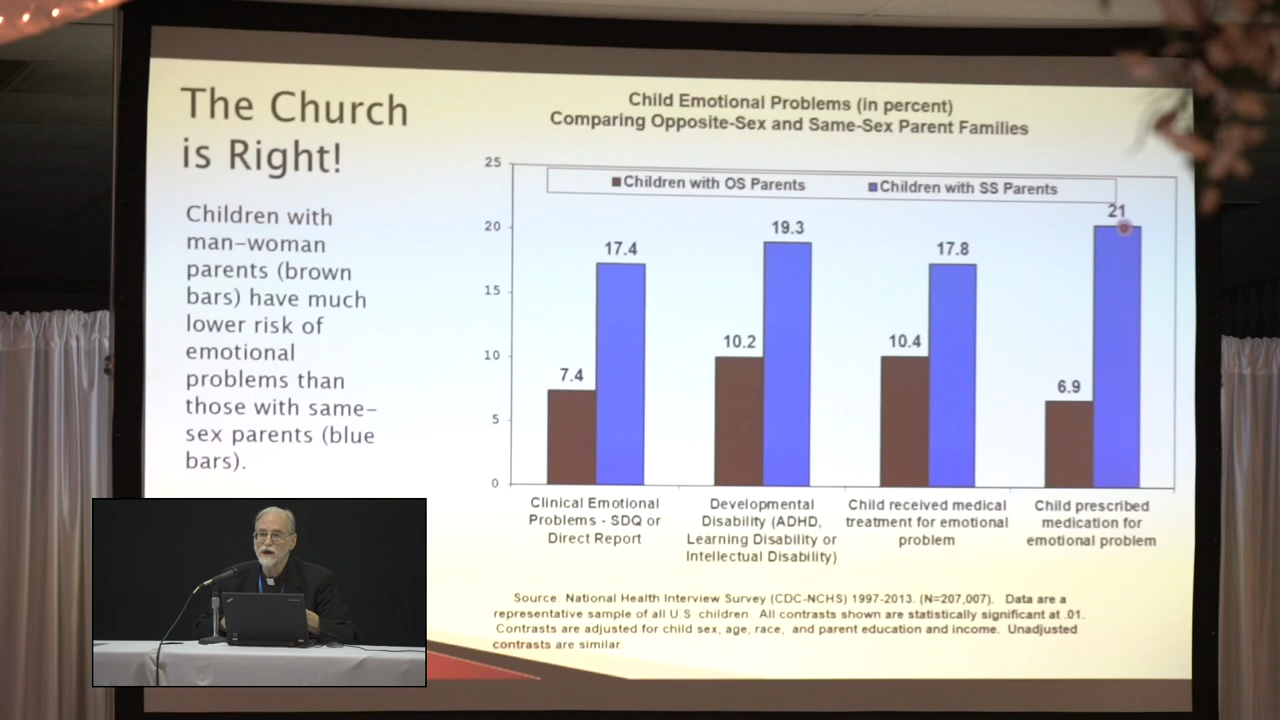 The Church
is Right!
Children with
man-woman
parents (brown
bars) have much
lower risk of
emotional
problems than
those with same-
sex parents (blue
bars).
Child Emotional Problems (in percent)
Comparing Opposite-Sex and Same-Sex Parent Families
Children with OS Parents Children with SS Parents
25
20
15
10
5
0
7.4
17.4
10.2
19.3
10.4
17.8
6.9
21
Clinical Emotional
Problems - SDQ or
Direct Report
Developmental
Disability (ADHD,
Learning Disability or
Intellectual Disability)
Child received medical
treatment for emotional
problem
Child prescribed
medication for
emotional problem
Source: National Health Interview Survey (CDC-NCHS) 1997-2013. (N=207,007). Data are a
representative sample of all U.S. children. All contrasts shown are statistically significant at .01.
Contrasts are adjusted for child sex, age, race, and parent education and income. Unadjusted
contrasts are similar.